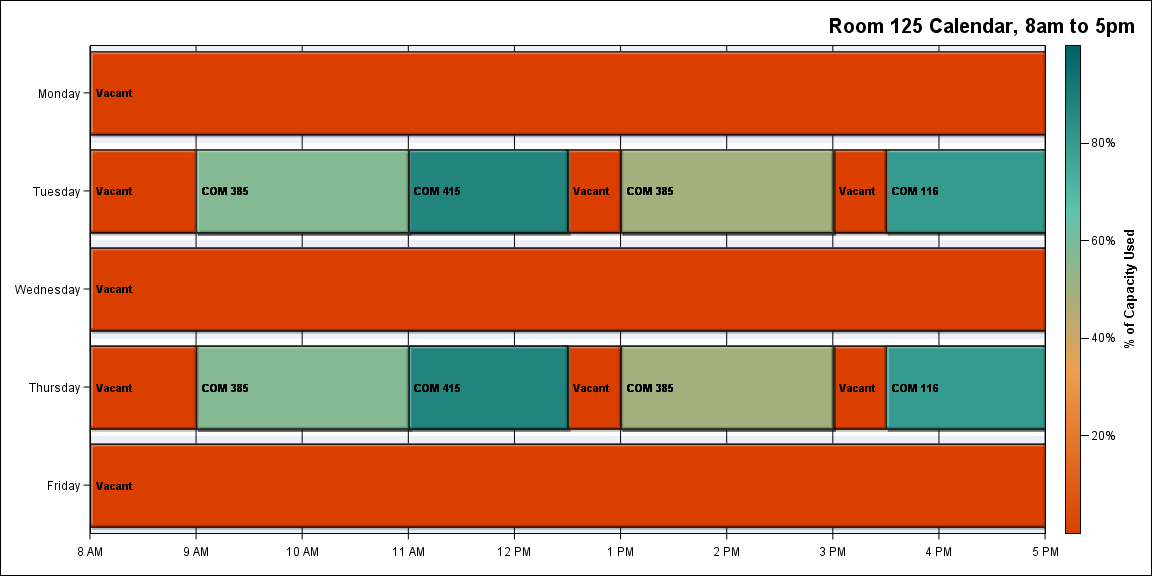 Room 125 Calendar, 8am to 5pm
Monday
Vacant
Tuesday
Vacant
COM 385
COM 415
Vacant
COM 385
Vacant
COM 116
Wednesday
Vacant
Thursday
Vacant
COM 385
COM 415
Vacant
COM 385
Vacant
COM 116
Friday
Vacant
8 AM
9 AM
10 AM
11 AM
12 PM
1 PM
2 PM
3 PM
4 PM
5 PM
80%
60%
40%
20%
% of Capacity Used